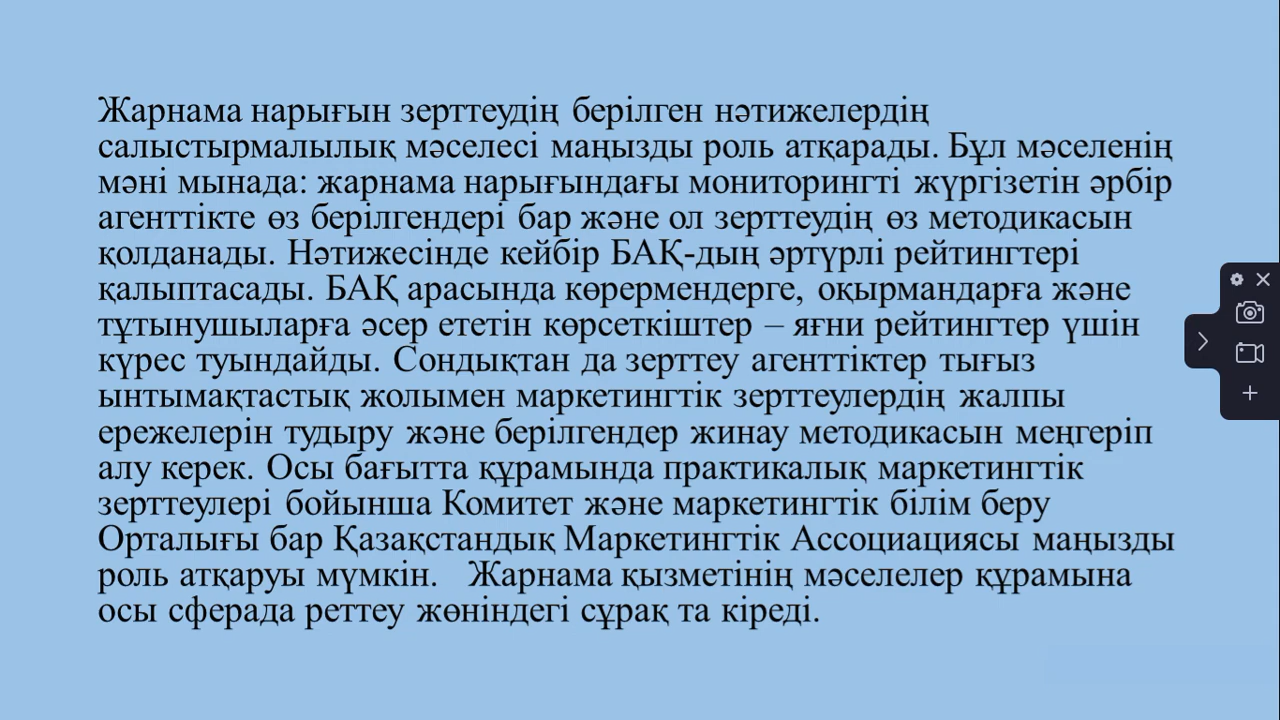 Жарнама нарығын зерттеудің берілген нәтижелердің
салыстырмалылық мәселесі маңызды роль атқарады. Бұл мәселенің
мәні мынада: жарнама нарығындағы мониторингті жүргізетін әрбір
агенттікте өз берілгендері бар және ол зерттеудің өз методикасын
қолданады. Нәтижесінде кейбір БАҚ-дың әртүрлі рейтингтері
қалыптасады. БАҚ арасында көрермендерге, оқырмандарға және
тұтынушыларға әсер ететін көрсеткіштер – яғни рейтингтер үшін
күрес туындайды. Сондықтан да зерттеу агенттіктер тығыз
ынтымақтастық жолымен маркетингтік зерттеулердің жалпы
ережелерін тудыру және берілгендер жинау методикасын меңгеріп
алу керек. Осы бағытта құрамында практикалық маркетингтік
зерттеулері бойынша Комитет және маркетингтік білім беру
Орталығы бар Қазақстандық Маркетингтік Ассоциациясы маңызды
роль атқаруы мүмкін. Жарнама қызметінің мәселелер құрамына
осы сферада реттеу жөніндегі сұрақ та кіреді.